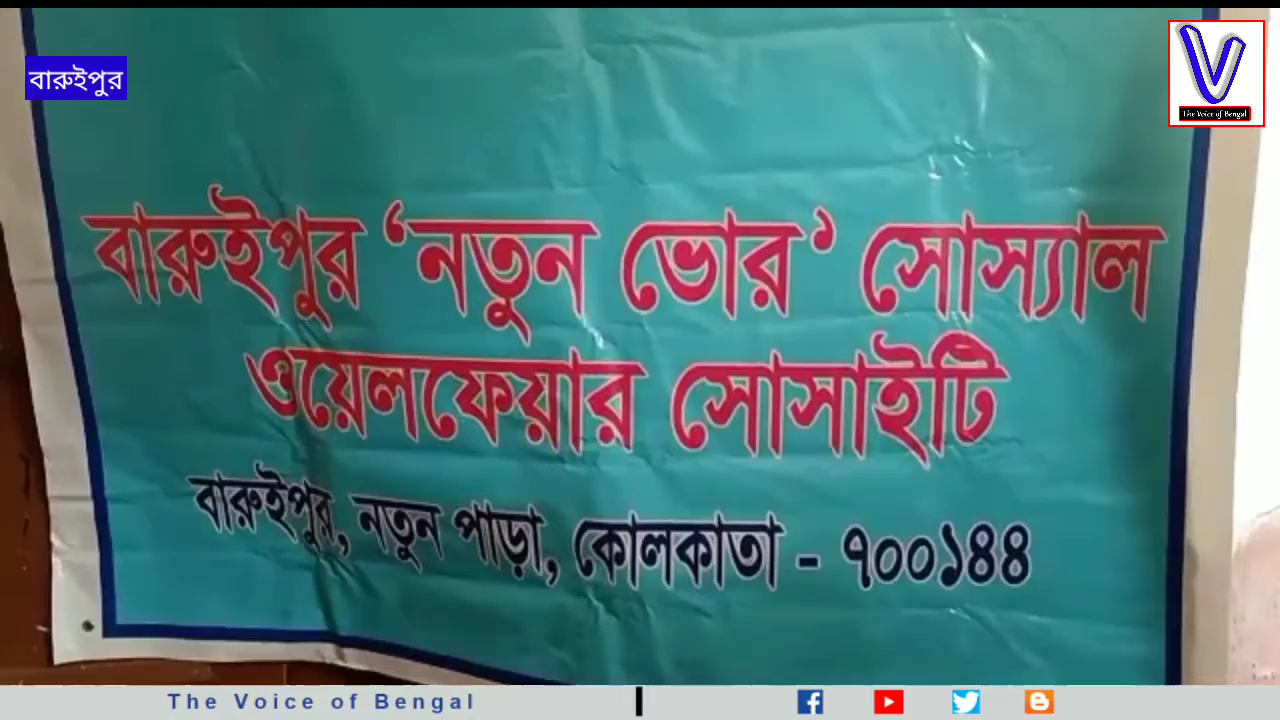 বারুইপুর
The Voice of Bengal
বারুইপুর ‘নতুন ভোর’ সোস্যাল
ওয়েলফেয়ার সোসাইটি
বারুইপুর, নতুন পাড়া, কোলকাতা - ৭০০১৪৪
The Voice of Bengal